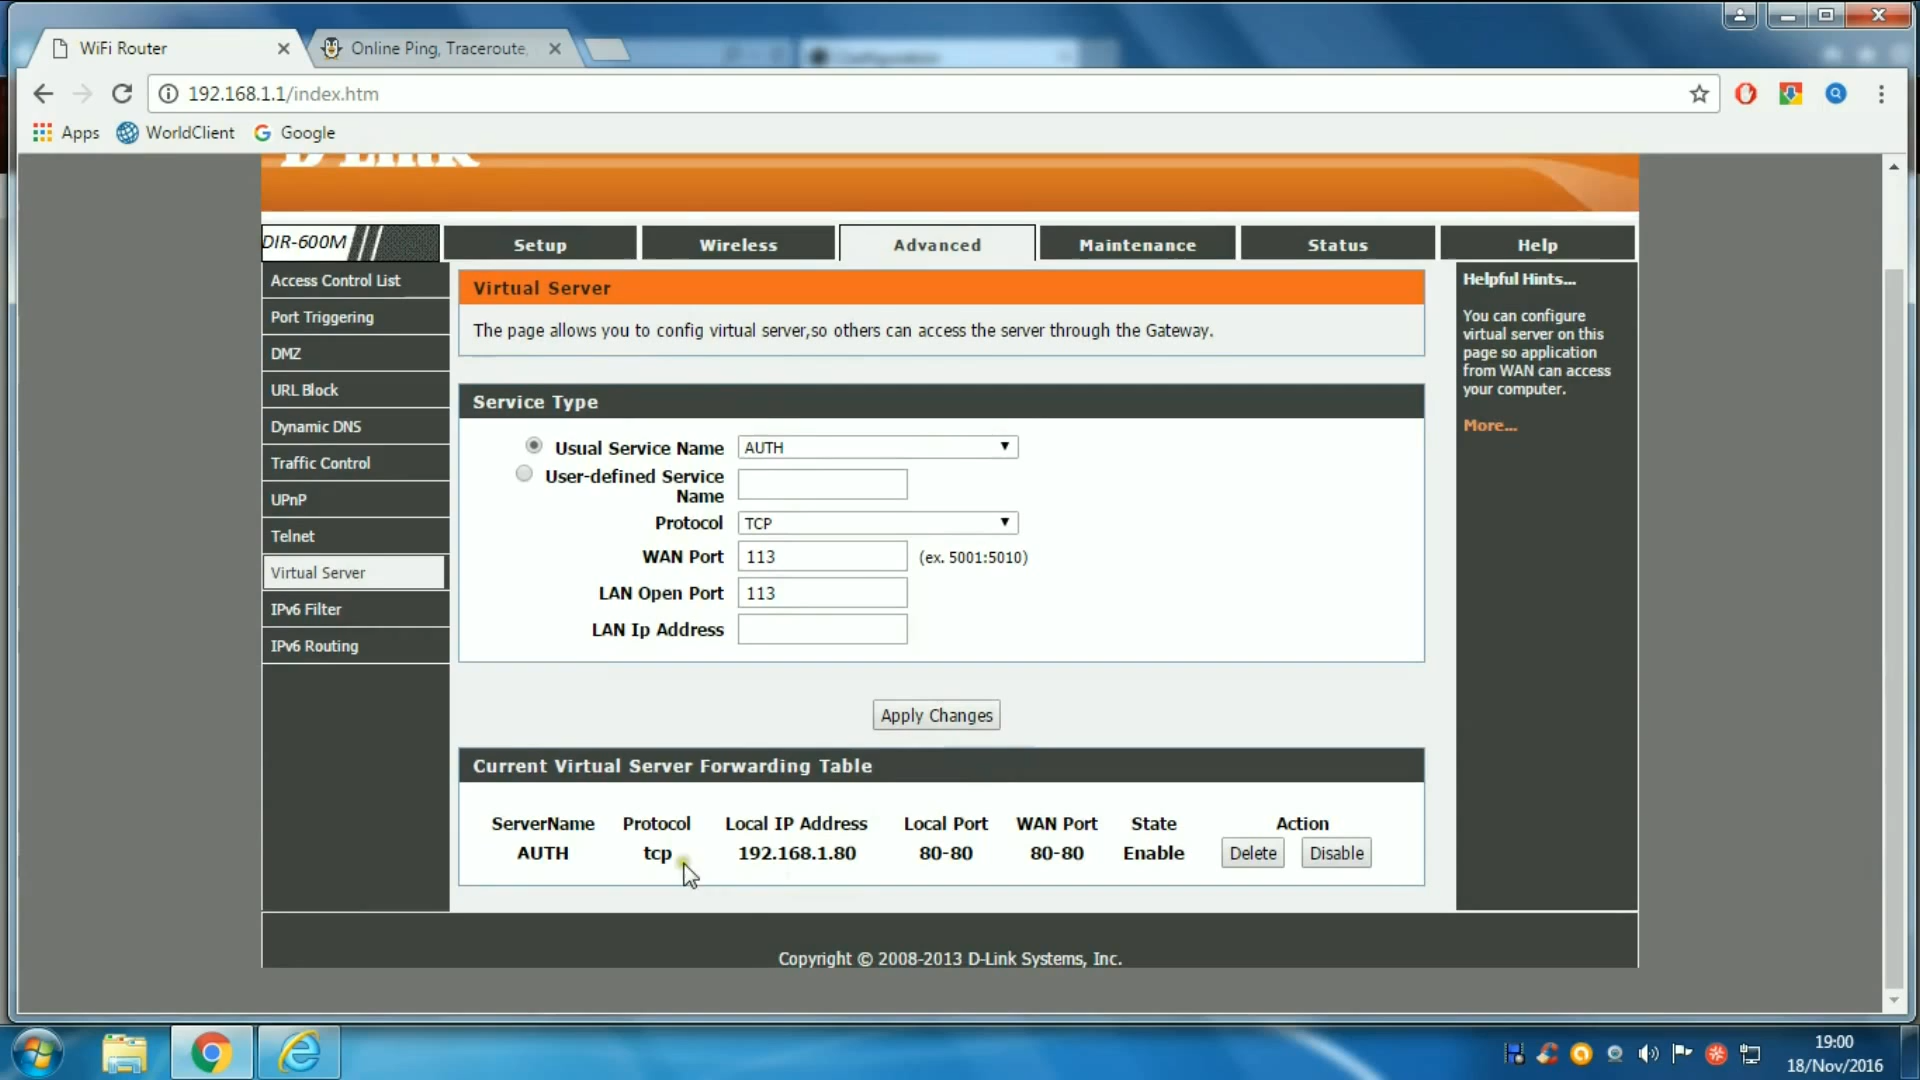 WiFi Router
Online Ping, Traceroute,
192.168.1.1/index.htm
Apps
WorldClient
Google
D-Link
DIR-600M
Setup
Wireless
Advanced
Maintenance
Status
Help
Access Control List
Port Triggering
DMZ
URL Block
Dynamic DNS
Traffic Control
UPnP
Telnet
Virtual Server
IPv6 Filter
IPv6 Routing
Virtual Server
The page allows you to config virtual server,so others can access the server through the Gateway.
Service Type
Usual Service Name AUTH
User-defined Service
Name
Protocol TCP
WAN Port 113 (ex. 5001:5010)
LAN Open Port 113
LAN Ip Address
Apply Changes
Current Virtual Server Forwarding Table
ServerName Protocol Local IP Address Local Port WAN Port State Action
AUTH tcp 192.168.1.80 80-80 80-80 Enable Delete Disable
Helpful Hints...
You can configure
virtual server on this
page so application
from WAN can access
your computer.
More...
Copyright © 2008-2013 D-Link Systems, Inc.
19:00
18/Nov/2016